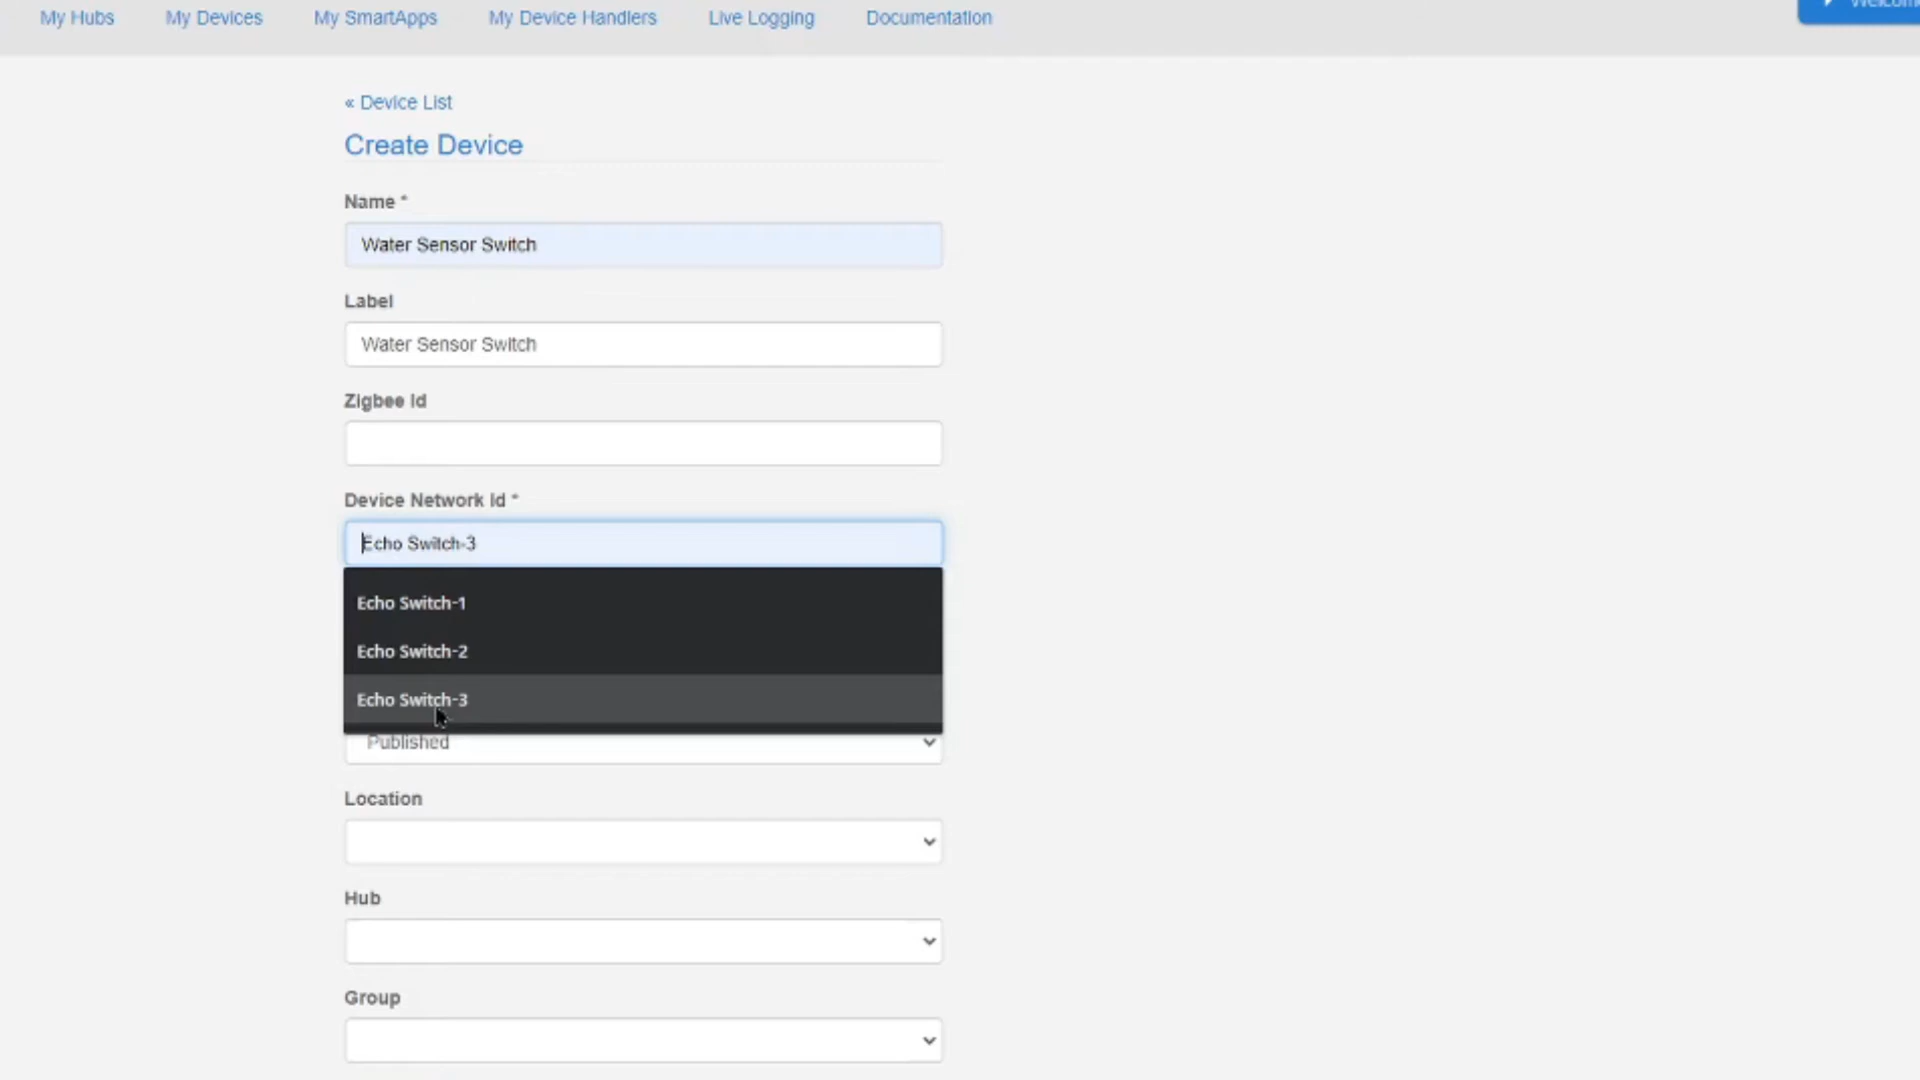 My Hubs My Devices My SmartApps My Device Handlers Live Logging Documentation
« Device List
Create Device
Name *
Water Sensor Switch
Label
Water Sensor Switch
Zigbee Id
Device Network Id *
Echo Switch-3
Echo Switch-1
Echo Switch-2
Echo Switch-3
Published
Location
Hub
Group